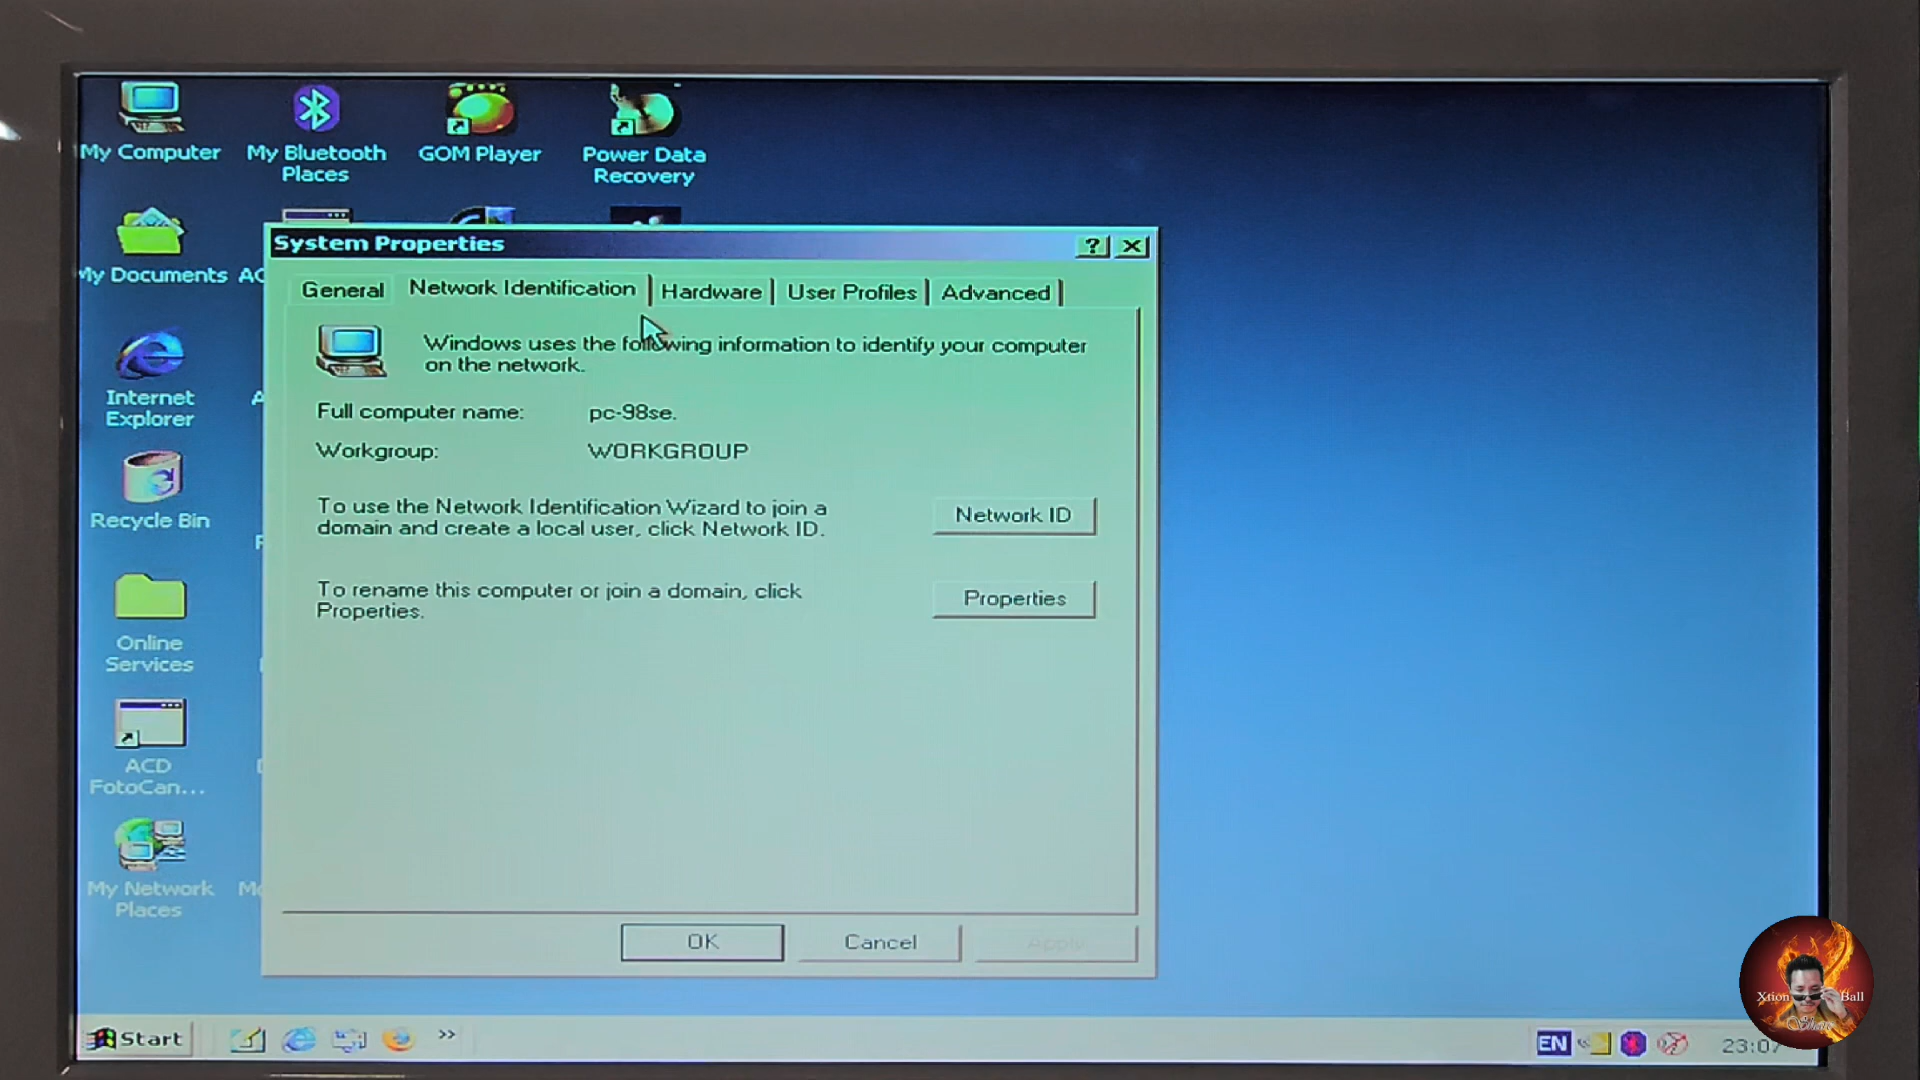 My Computer
My Bluetooth
Places
GOM Player
Power Data
Recovery
My Documents
Internet
Explorer
Recycle Bin
Online
Services
ACD
FotoCan...
My Network
Places
System Properties
General
Network Identification
Hardware
User Profiles
Advanced
Windows uses the following information to identify your computer
on the network.
Full computer name:
pc-98se.
Workgroup:
WORKGROUP
To use the Network Identification Wizard to join a
domain and create a local user, click Network ID.
Network ID
To rename this computer or join a domain, click
Properties.
Properties
OK
Cancel
Apply
Start
>>
EN
23:07
Xtion Ball
Show